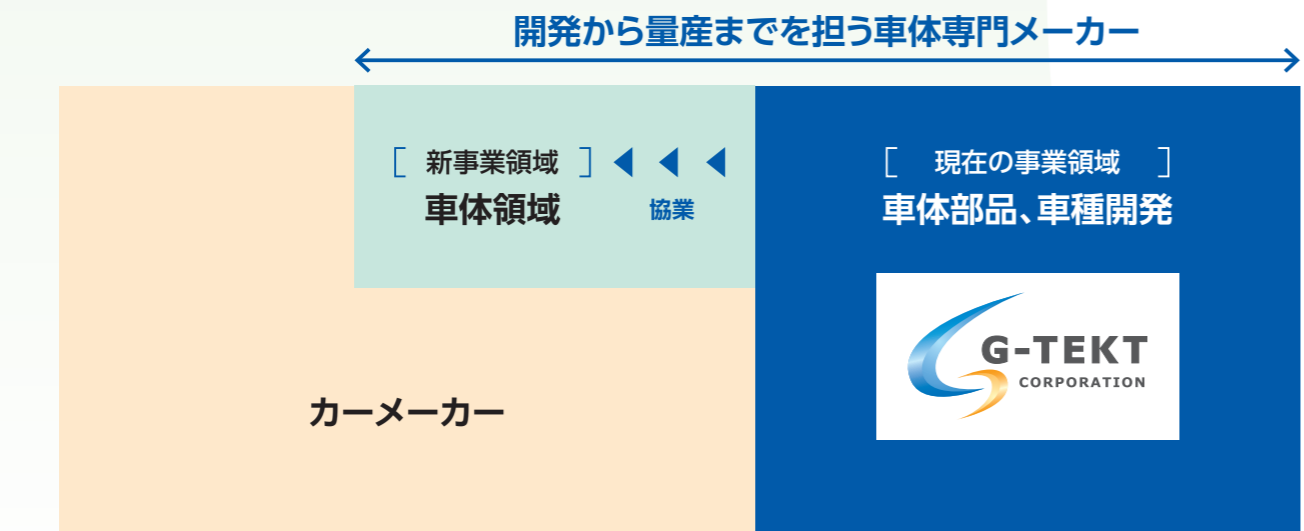 開発から量産までを担う車体専門メーカー
［ 新事業領域 ］
車体領域
協業
［ 現在の事業領域 ］
車体部品、車種開発
G-TEKT
CORPORATION
カーメーカー